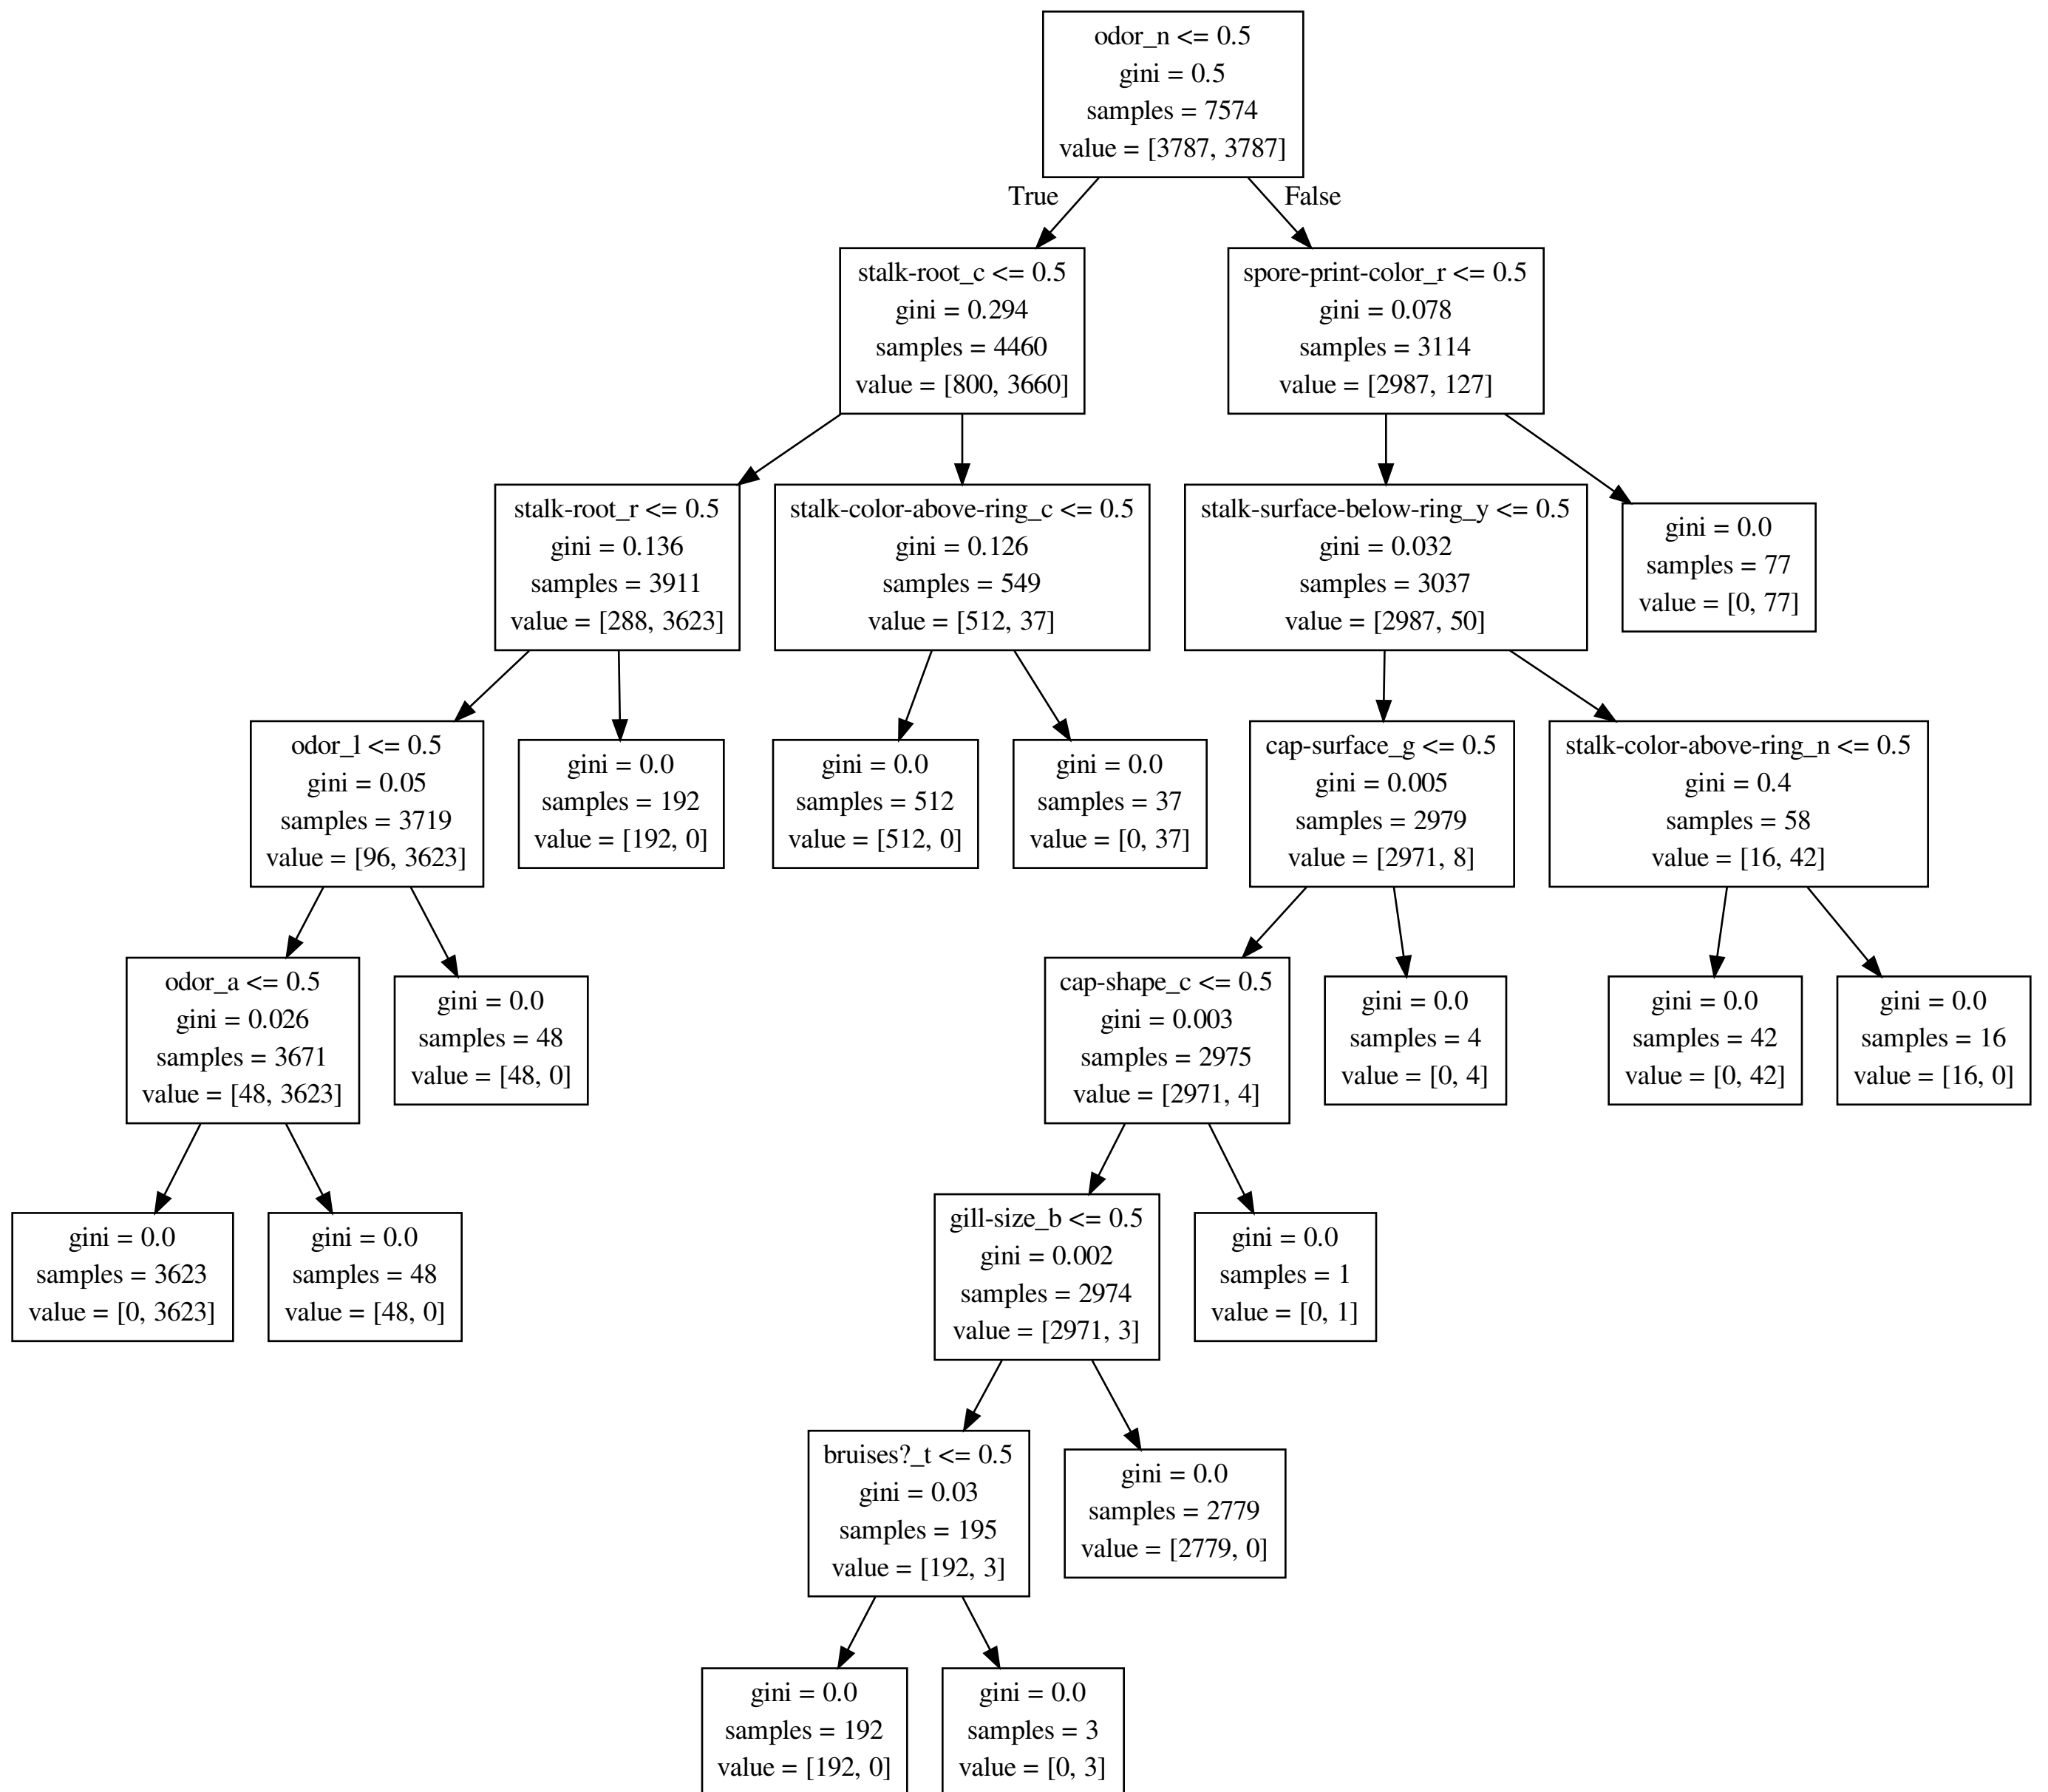 odor_n <= 0.5
gini = 0.5
samples = 7574
value = [3787, 3787]
True
False
stalk-root_c <= 0.5
gini = 0.294
samples = 4460
value = [800, 3660]
spore-print-color_r <= 0.5
gini = 0.078
samples = 3114
value = [2987, 127]
stalk-root_r <= 0.5
gini = 0.136
samples = 3911
value = [288, 3623]
stalk-color-above-ring_c <= 0.5
gini = 0.126
samples = 549
value = [512, 37]
stalk-surface-below-ring_y <= 0.5
gini = 0.032
samples = 3037
value = [2987, 50]
gini = 0.0
samples = 77
value = [0, 77]
odor_l <= 0.5
gini = 0.05
samples = 3719
value = [96, 3623]
gini = 0.0
samples = 192
value = [192, 0]
gini = 0.0
samples = 512
value = [512, 0]
gini = 0.0
samples = 37
value = [0, 37]
cap-surface_g <= 0.5
gini = 0.005
samples = 2979
value = [2971, 8]
stalk-color-above-ring_n <= 0.5
gini = 0.4
samples = 58
value = [16, 42]
odor_a <= 0.5
gini = 0.026
samples = 3671
value = [48, 3623]
gini = 0.0
samples = 48
value = [48, 0]
cap-shape_c <= 0.5
gini = 0.003
samples = 2975
value = [2971, 4]
gini = 0.0
samples = 4
value = [0, 4]
gini = 0.0
samples = 42
value = [0, 42]
gini = 0.0
samples = 16
value = [16, 0]
gini = 0.0
samples = 3623
value = [0, 3623]
gini = 0.0
samples = 48
value = [48, 0]
gill-size_b <= 0.5
gini = 0.002
samples = 2974
value = [2971, 3]
gini = 0.0
samples = 1
value = [0, 1]
bruises?_t <= 0.5
gini = 0.03
samples = 195
value = [192, 3]
gini = 0.0
samples = 2779
value = [2779, 0]
gini = 0.0
samples = 192
value = [192, 0]
gini = 0.0
samples = 3
value = [0, 3]